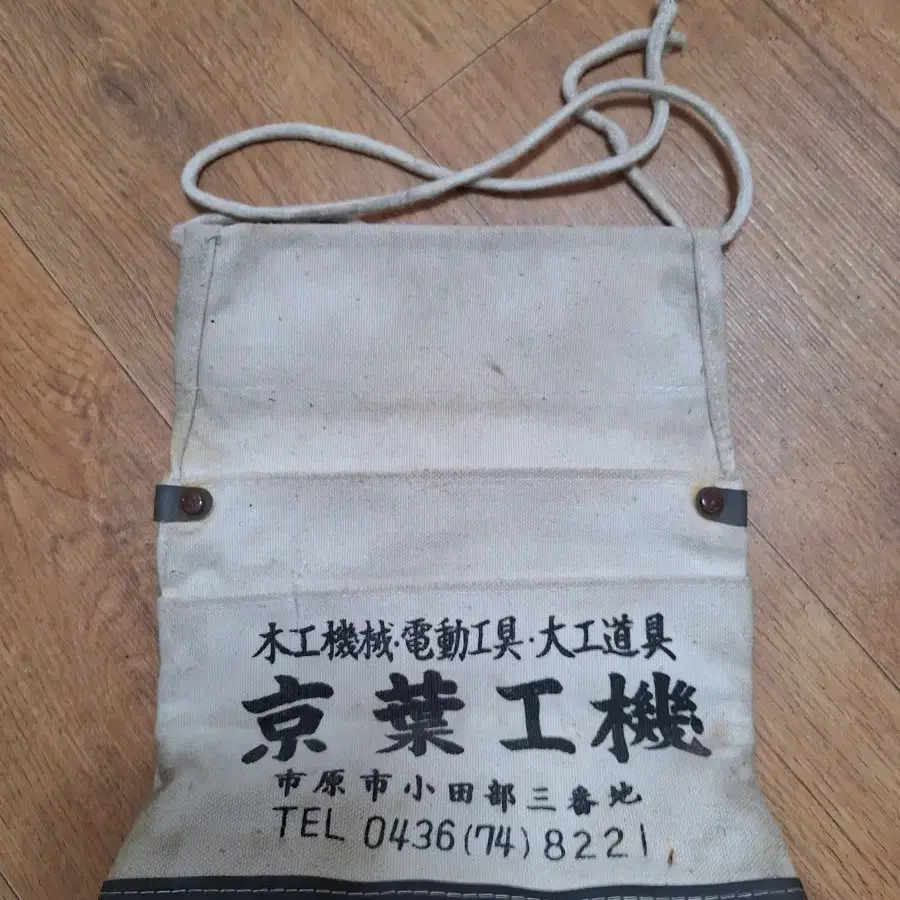 木工機械・電動工具・大工道具
京葉工機
市原市小田部三番地
TEL 0436(74)8221